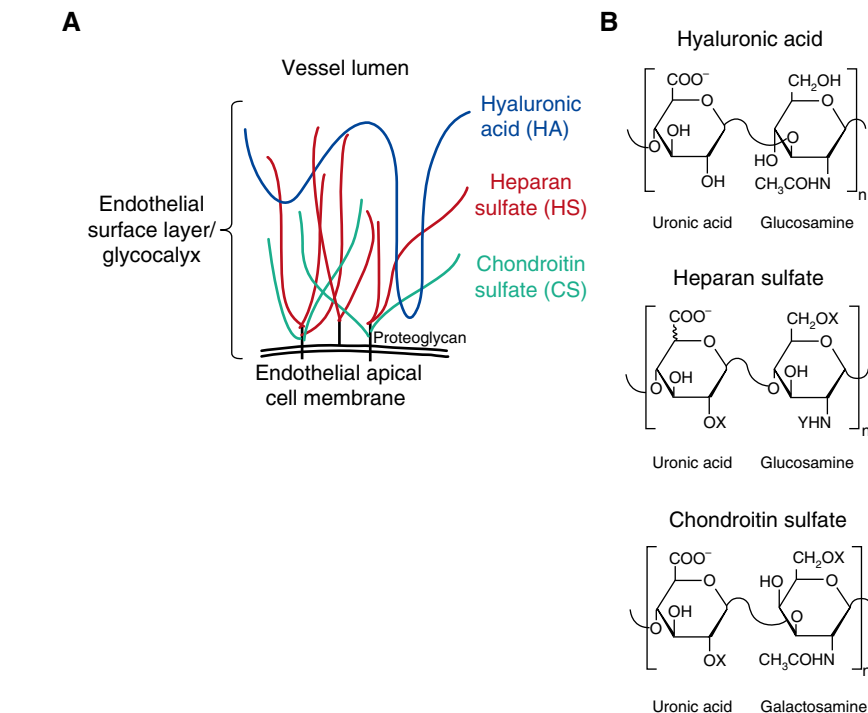 A
Vessel lumen
Hyaluronic
acid (HA)
Heparan
sulfate (HS)
Chondroitin
sulfate (CS)
Endothelial
surface layer/
glycocalyx
Proteoglycan
Endothelial apical
cell membrane
B
Hyaluronic acid
COO⁻
CH₂OH
O
O
OH
O
O
HO
OH
CH₃COHN
n
Uronic acid
Glucosamine
Heparan sulfate
COO⁻
CH₂OX
O
O
OH
OH
O
O
OX
YHN
n
Uronic acid
Glucosamine
Chondroitin sulfate
COO⁻
CH₂OX
O
HO
O
OH
O
O
OX
CH₃COHN
n
Uronic acid
Galactosamine